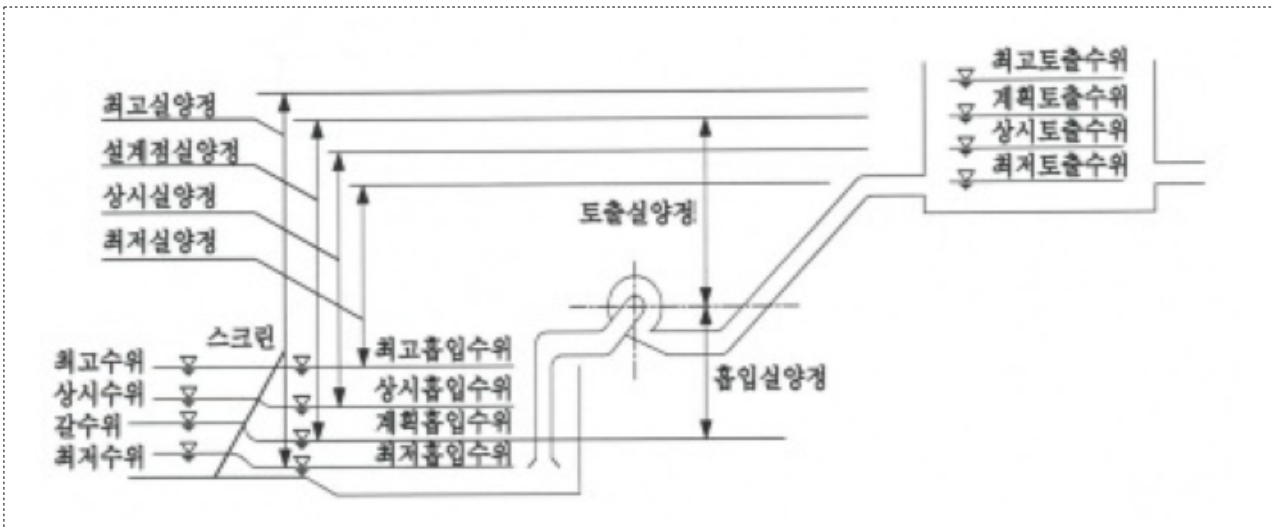 최고토출수위
계획토출수위
상시토출수위
최저토출수위
최고실양정
설계점실양정
상시실양정
최저실양정
토출실양정
스크린
최고수위
상시수위
갈수위
최저수위
최고흡입수위
상시흡입수위
계획흡입수위
최저흡입수위
흡입실양정